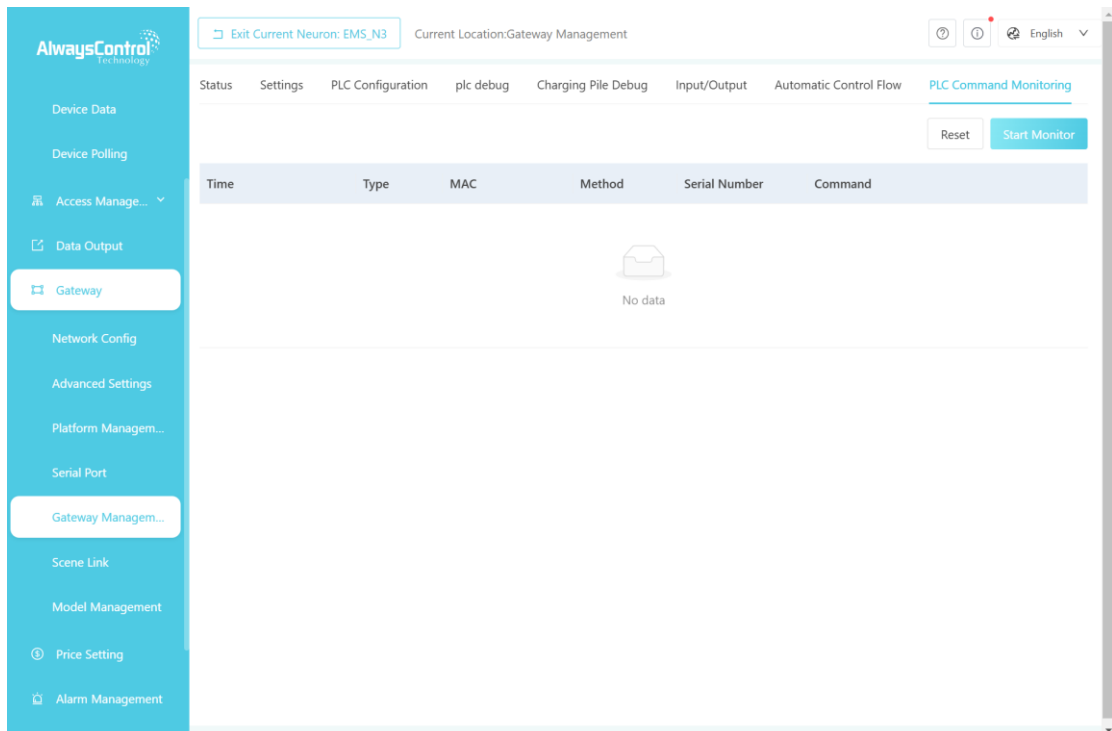 AlwaysControl
Technology
Device Data
Device Polling
Access Manage...
Data Output
Gateway
Network Config
Advanced Settings
Platform Managem...
Serial Port
Gateway Managem...
Scene Link
Model Management
Price Setting
Alarm Management
Exit Current Neuron: EMS_N3 Current Location:Gateway Management English
Status Settings PLC Configuration plc debug Charging Pile Debug Input/Output Automatic Control Flow PLC Command Monitoring
Reset Start Monitor
Time Type MAC Method Serial Number Command
No data